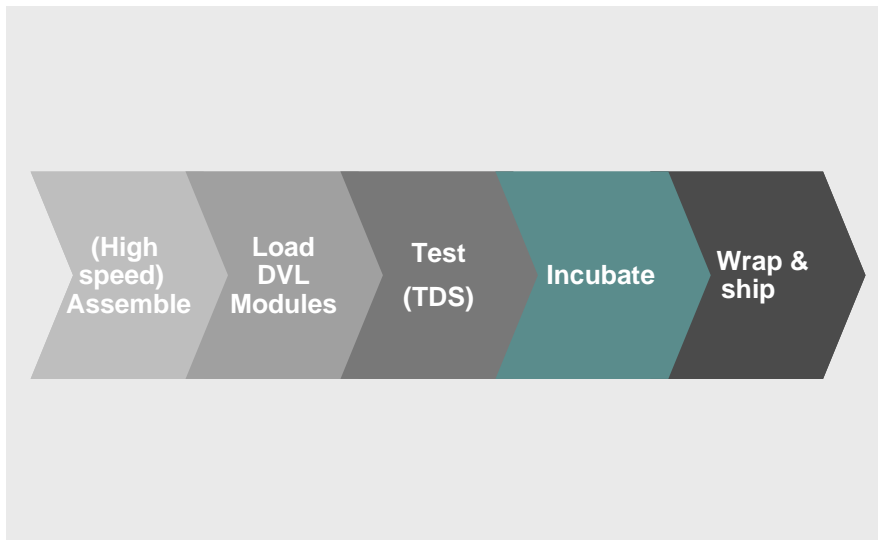 (High
speed)
Assemble
Load
DVL
Modules
Test
(TDS)
Incubate
Wrap &
ship